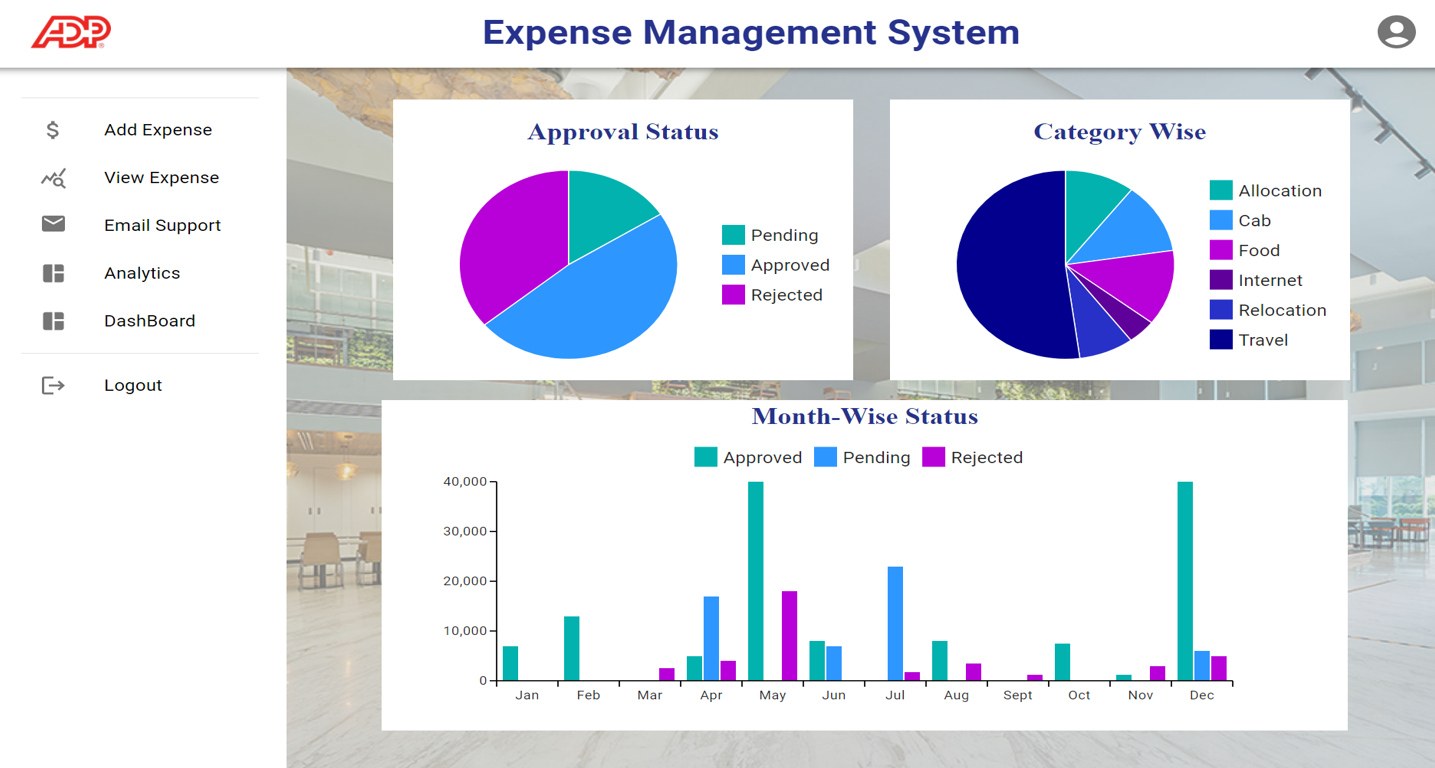 ADP
Expense Management System
Add Expense
View Expense
Email Support
Analytics
DashBoard
Logout
Approval Status
Pending
Approved
Rejected
Category Wise
Allocation
Cab
Food
Internet
Relocation
Travel
Month-Wise Status
Approved Pending Rejected
40,000
30,000
20,000
10,000
0
Jan Feb Mar Apr May Jun Jul Aug Sept Oct Nov Dec